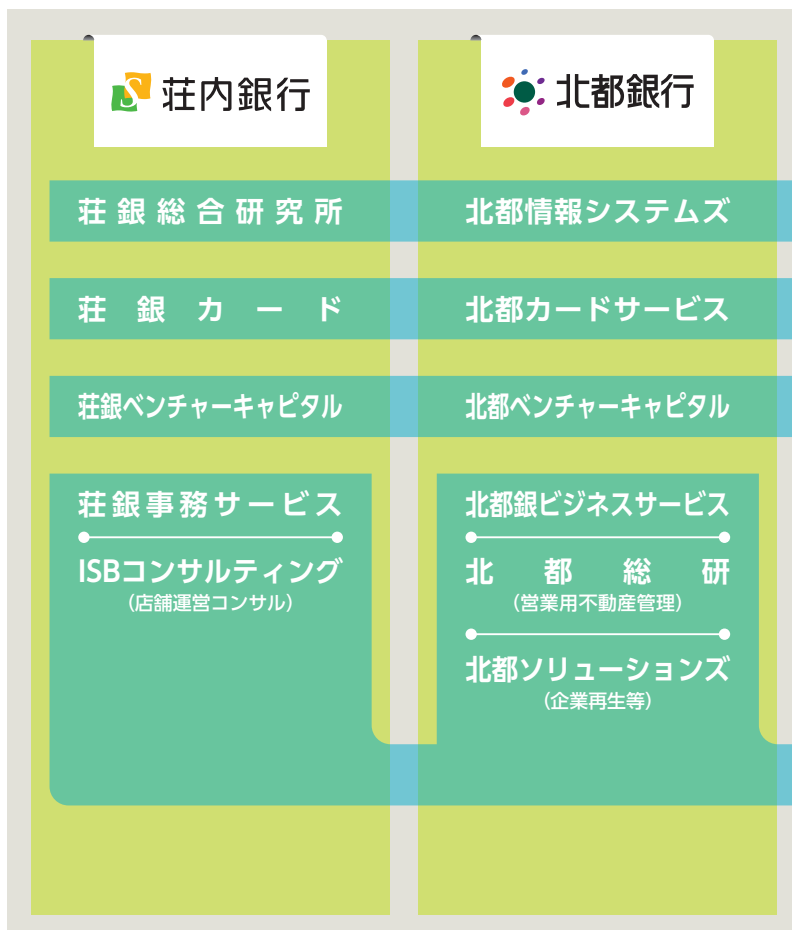 荘内銀行
北都銀行
荘銀総合研究所
北都情報システムズ
荘銀カード
北都カードサービス
荘銀ベンチャーキャピタル
北都ベンチャーキャピタル
荘銀事務サービス
ISBコンサルティング
(店舗運営コンサル)
北都銀ビジネスサービス
北都総研
(営業用不動産管理)
北都ソリューションズ
(企業再生等)